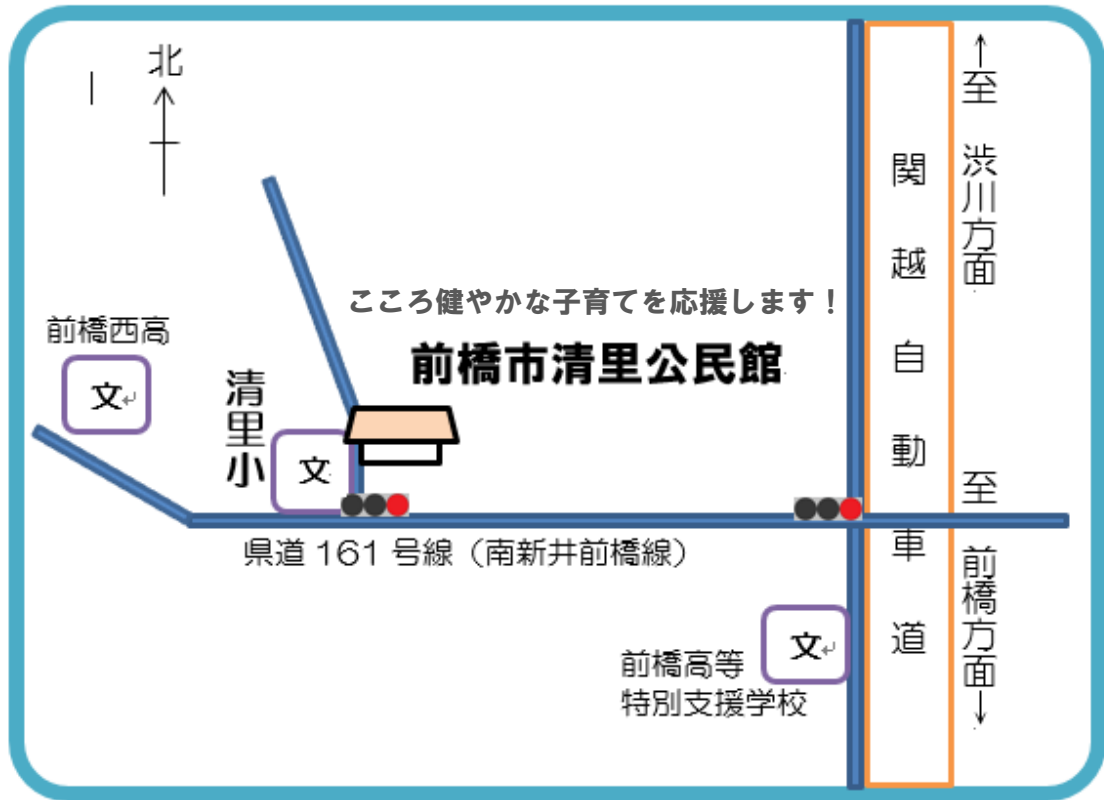 北
こころ健やかな子育てを応援します！
前橋市清里公民館
前橋西高
文
清里小
文
県道161号線（南新井前橋線）
前橋高等
特別支援学校
文
関越自動車道
↑至 渋川方面
至 前橋方面↓